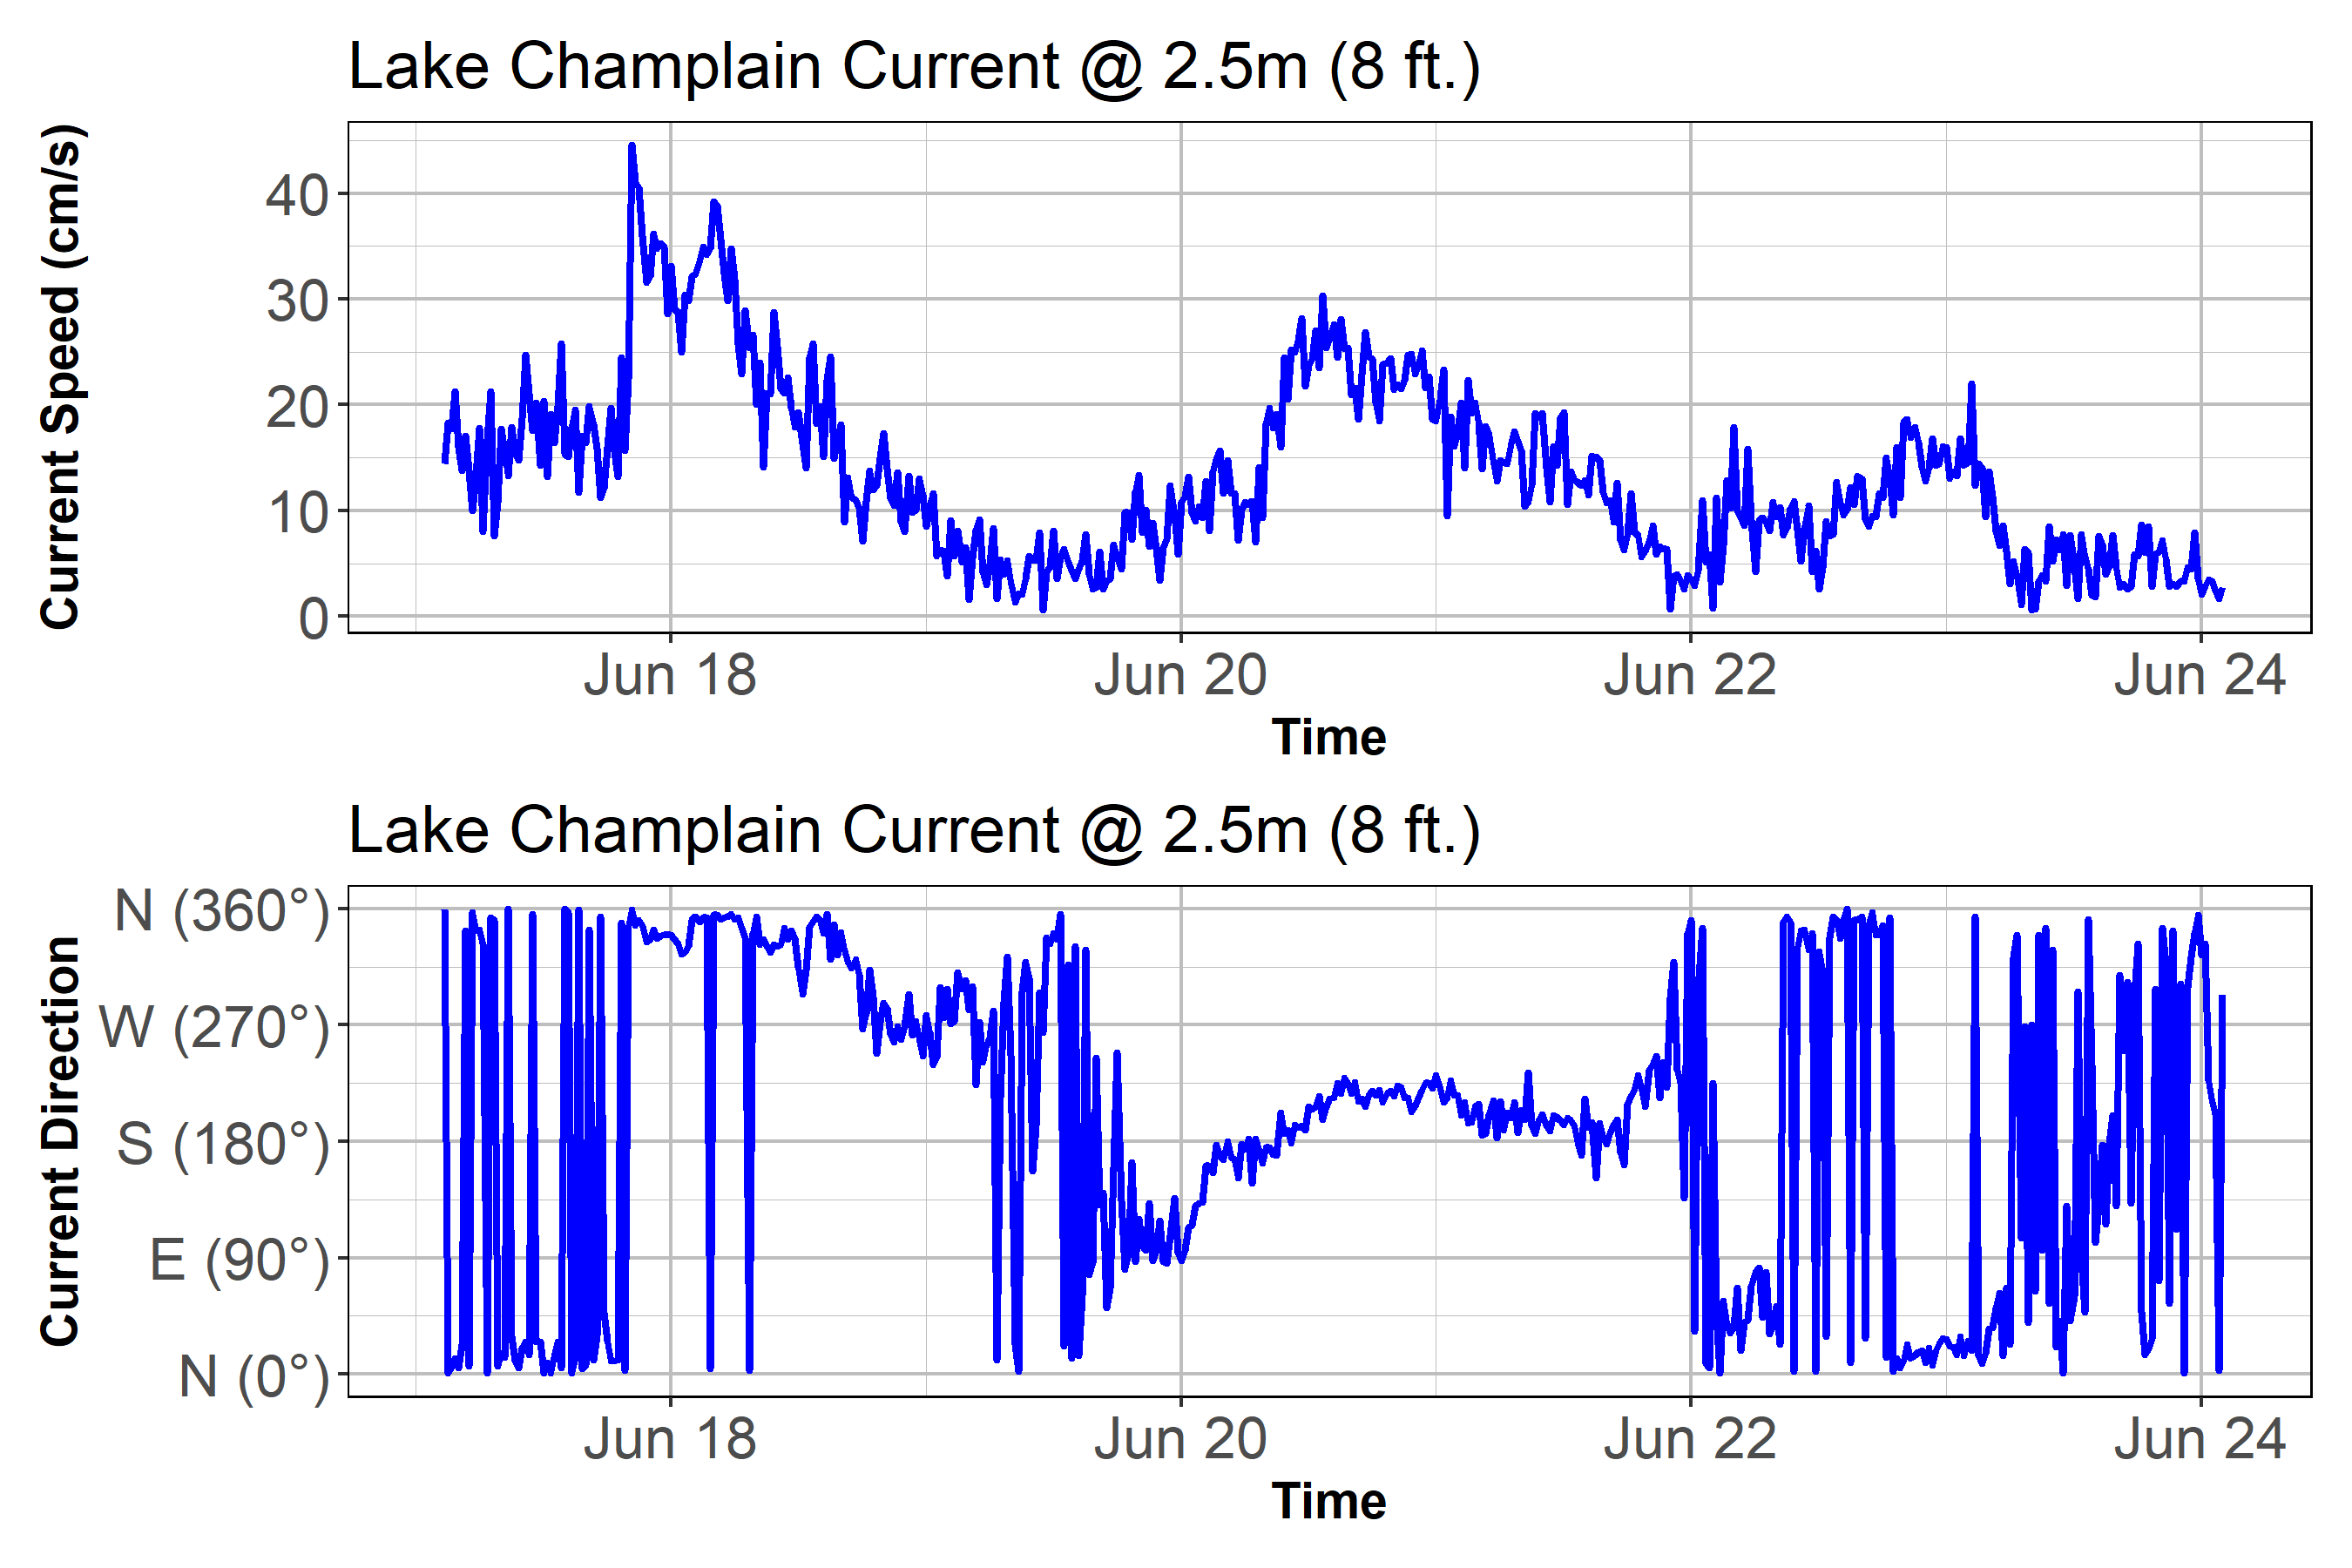 Lake Champlain Current @ 2.5m (8 ft.)
Current Speed (cm/s)
40
30
20
10
0
Jun 18 Jun 20 Jun 22 Jun 24
Time
Lake Champlain Current @ 2.5m (8 ft.)
Current Direction
N (360°)
W (270°)
S (180°)
E (90°)
N (0°)
Jun 18 Jun 20 Jun 22 Jun 24
Time